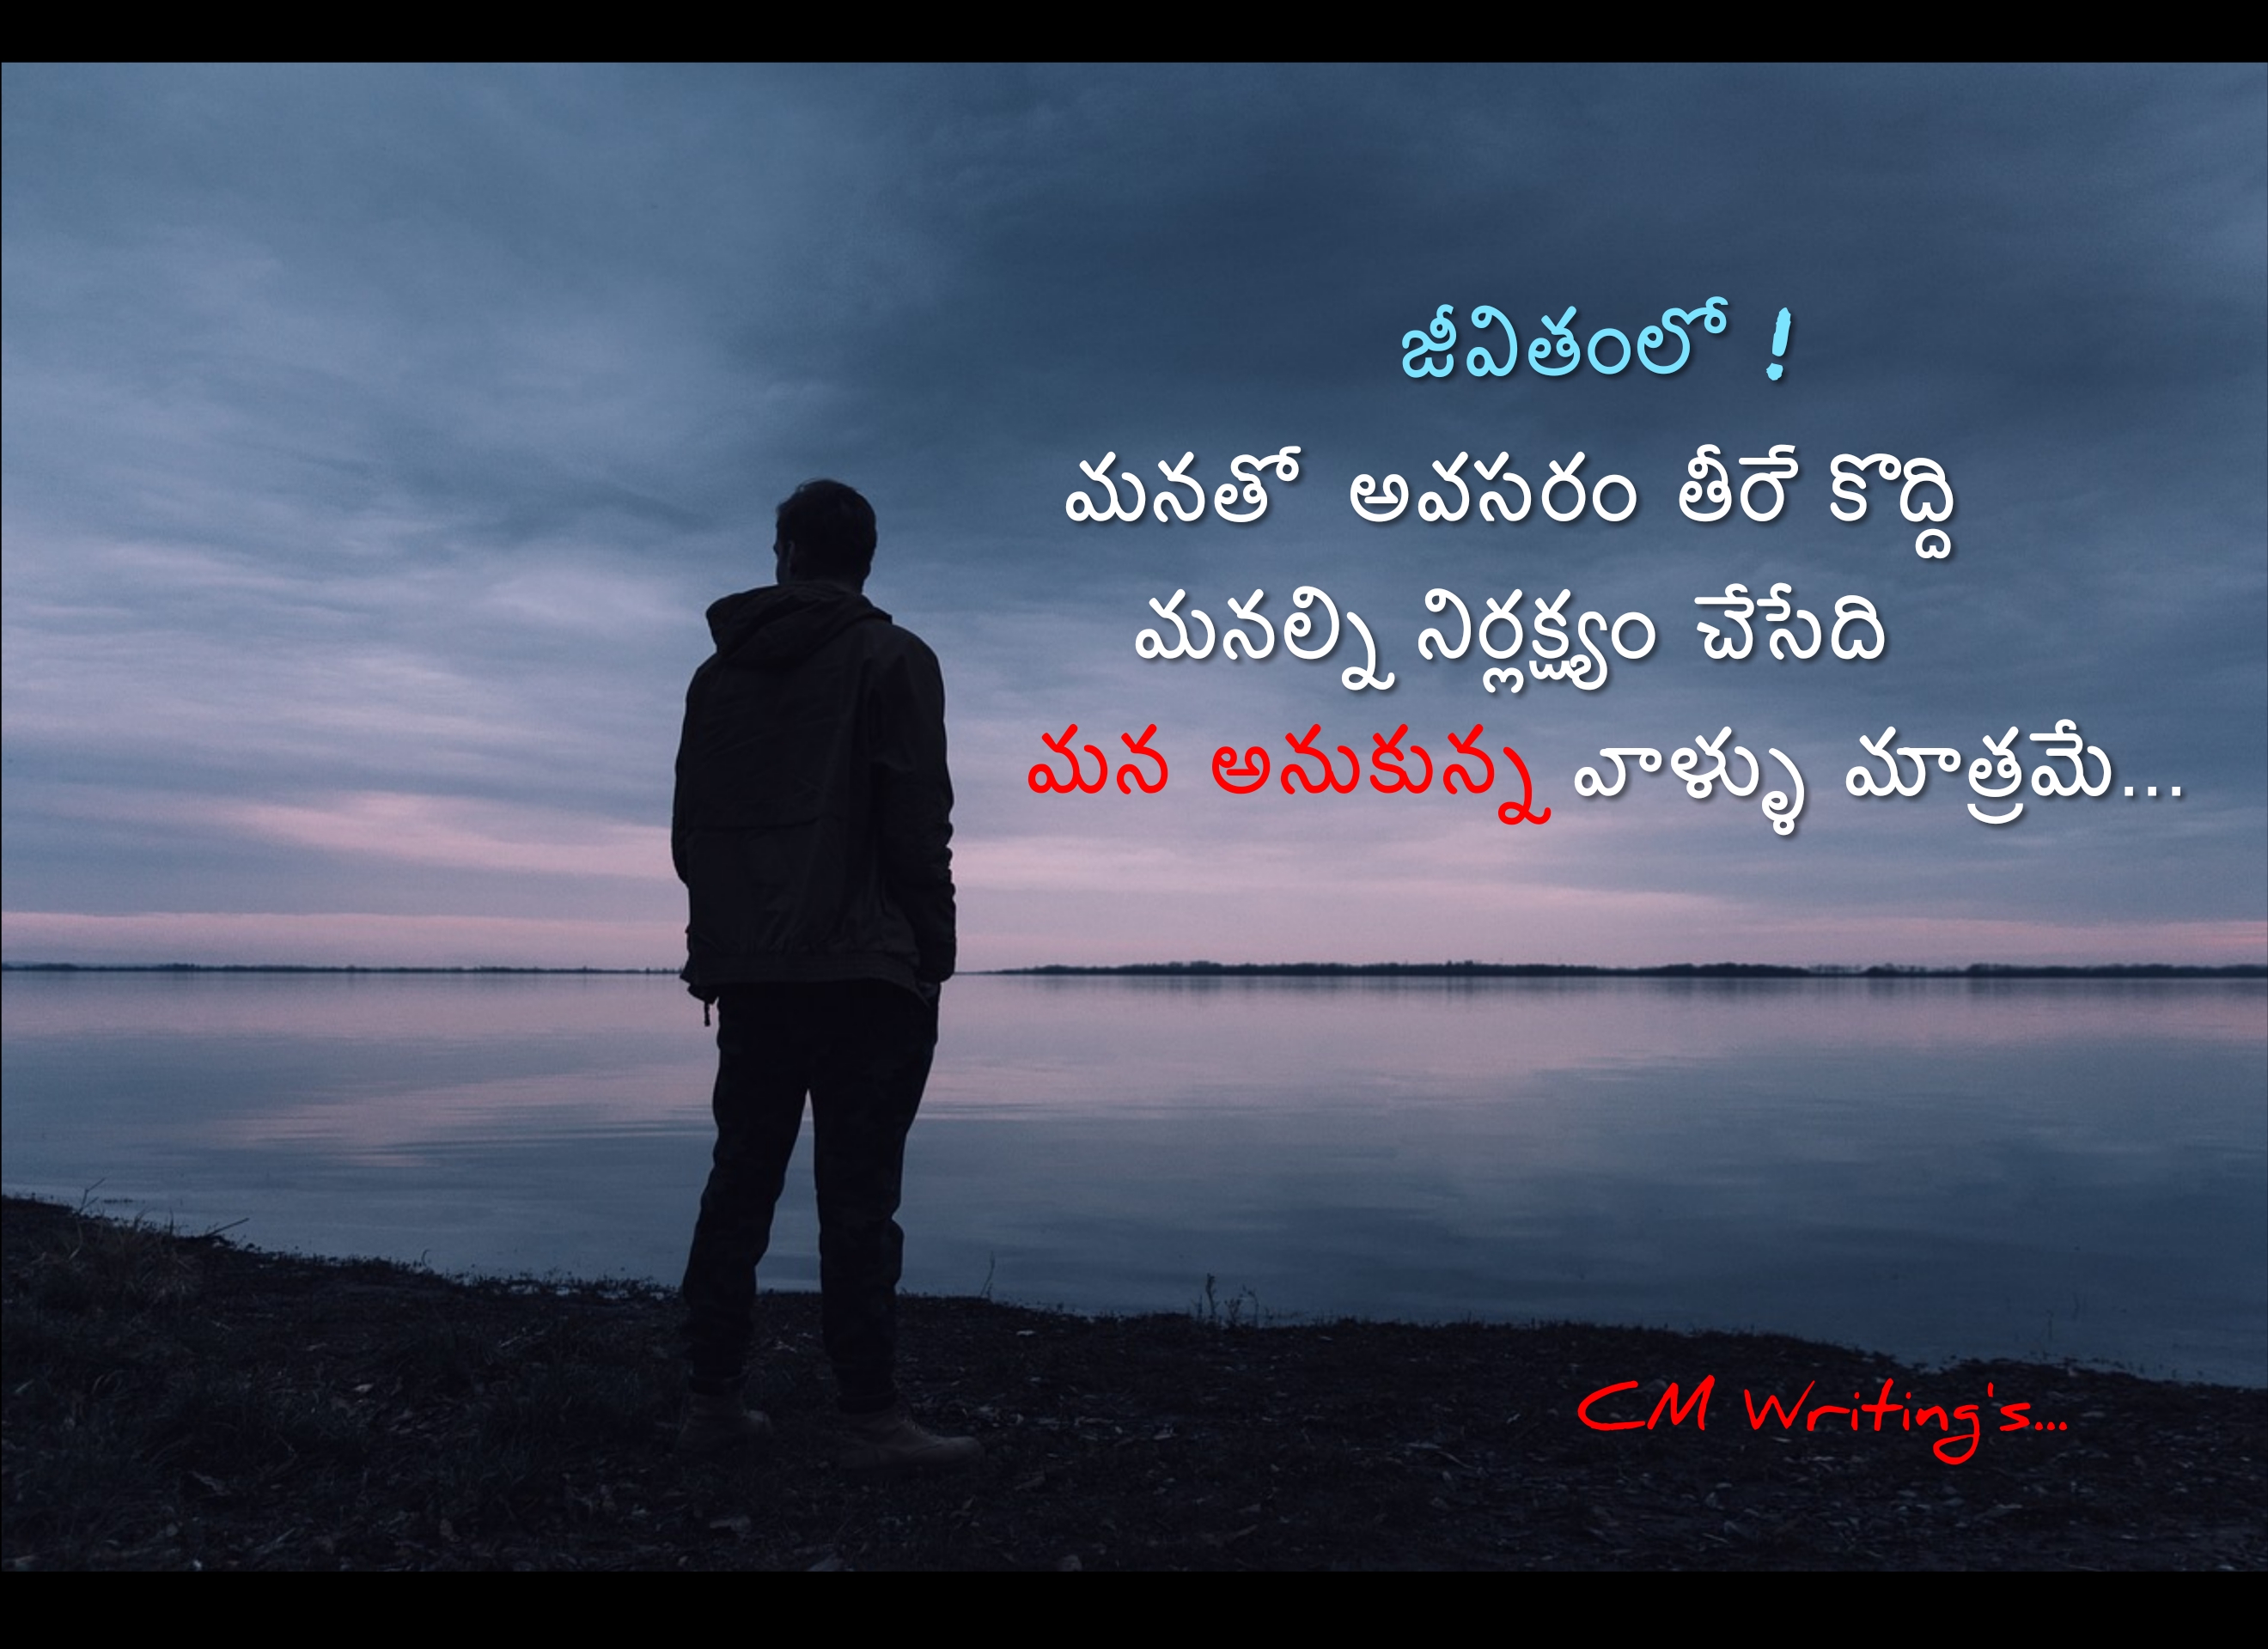 జీవితంలో !
మనతో అవసరం తీరే కొద్ది
మనల్ని నిర్లక్ష్యం చేసేది
మన అనుకున్న వాళ్ళు మాత్రమే...
CM Writing's...